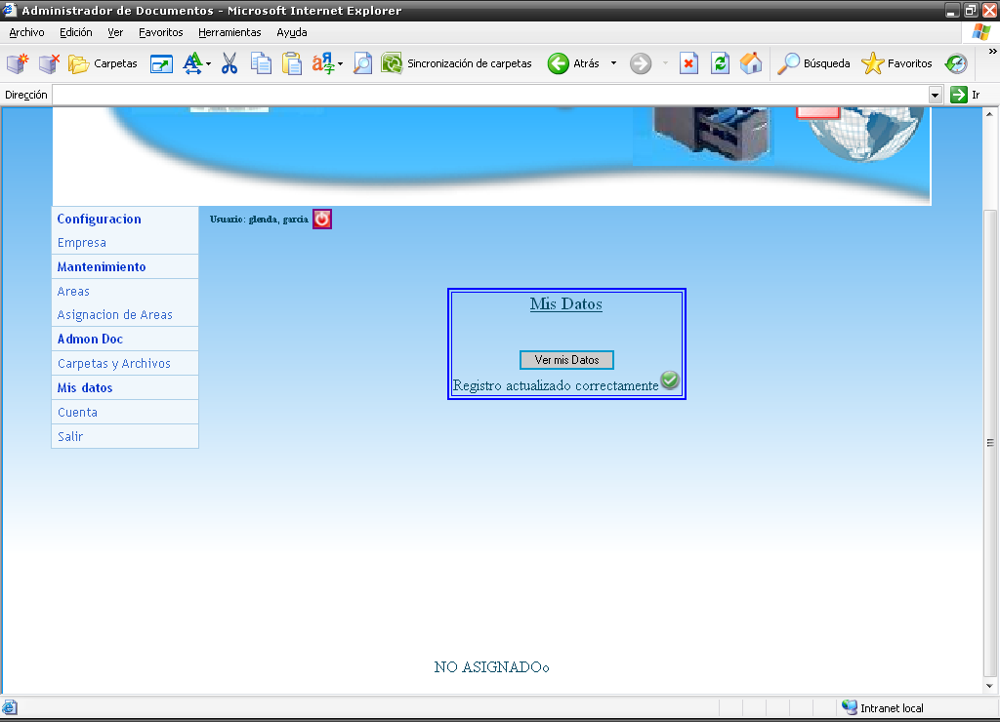 Administrador de Documentos - Microsoft Internet Explorer
Archivo Edición Ver Favoritos Herramientas Ayuda
Carpetas Sincronización de carpetas Atrás Búsqueda Favoritos
Dirección Ir
Configuracion
Usuario: glenda, garcia
Empresa
Mantenimiento
Areas
Asignacion de Areas
Admon Doc
Carpetas y Archivos
Mis datos
Cuenta
Salir
Mis Datos
Ver mis Datos
Registro actualizado correctamente
NO ASIGNADOo
Intranet local